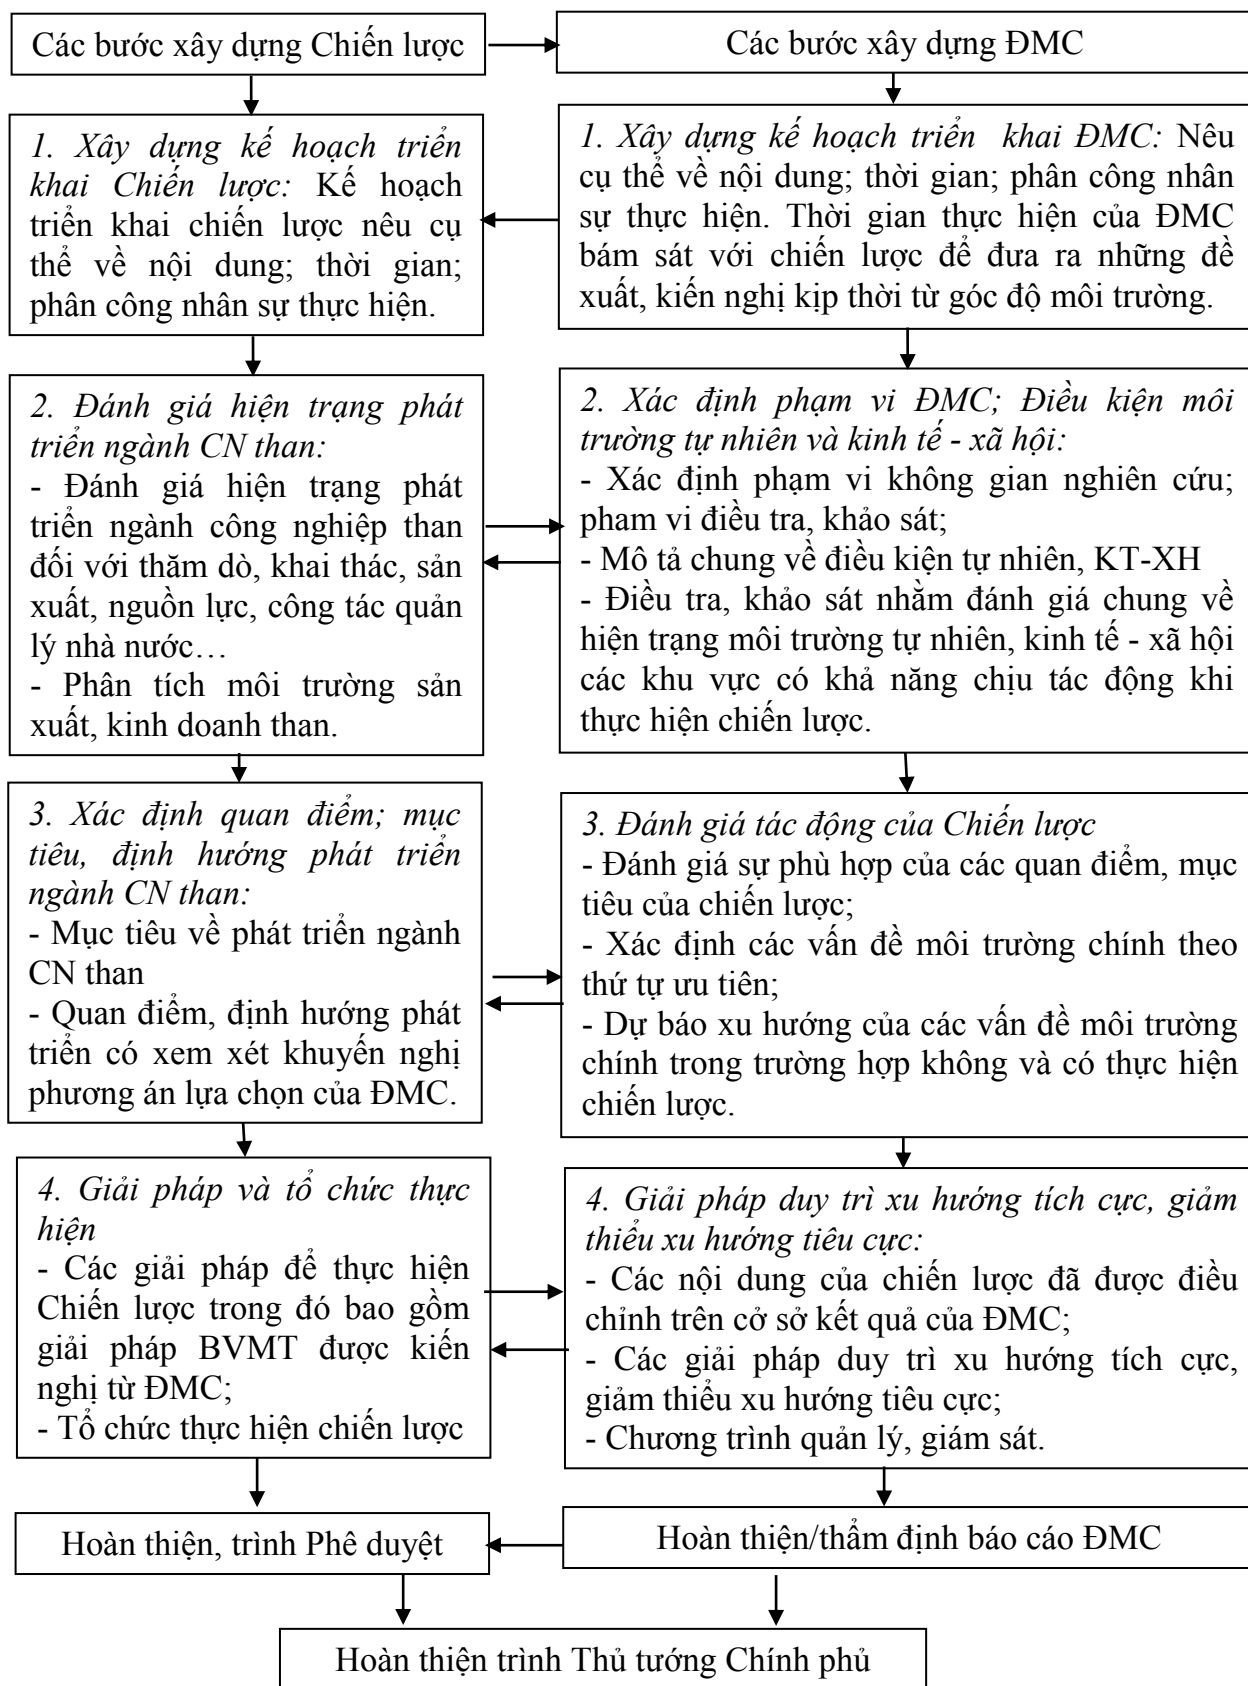 Các bước xây dựng Chiến lược
Các bước xây dựng ĐMC
1. Xây dựng kế hoạch triển
khai Chiến lược: Kế hoạch
triển khai chiến lược nêu cụ
thể về nội dung; thời gian;
phân công nhân sự thực hiện.
1. Xây dựng kế hoạch triển khai ĐMC: Nêu
cụ thể về nội dung; thời gian; phân công nhân
sự thực hiện. Thời gian thực hiện của ĐMC
bám sát với chiến lược để đưa ra những đề
xuất, kiến nghị kịp thời từ góc độ môi trường.
2. Đánh giá hiện trạng phát
triển ngành CN than:
- Đánh giá hiện trạng phát
triển ngành công nghiệp than
đối với thăm dò, khai thác, sản
xuất, nguồn lực, công tác quản
lý nhà nước…
- Phân tích môi trường sản
xuất, kinh doanh than.
2. Xác định phạm vi ĐMC; Điều kiện môi
trường tự nhiên và kinh tế - xã hội:
- Xác định phạm vi không gian nghiên cứu;
pham vi điều tra, khảo sát;
- Mô tả chung về điều kiện tự nhiên, KT-XH
- Điều tra, khảo sát nhằm đánh giá chung về
hiện trạng môi trường tự nhiên, kinh tế - xã hội
các khu vực có khả năng chịu tác động khi
thực hiện chiến lược.
3. Xác định quan điểm; mục
tiêu, định hướng phát triển
ngành CN than:
- Mục tiêu về phát triển ngành
CN than
- Quan điểm, định hướng phát
triển có xem xét khuyến nghị
phương án lựa chọn của ĐMC.
3. Đánh giá tác động của Chiến lược
- Đánh giá sự phù hợp của các quan điểm, mục
tiêu của chiến lược;
- Xác định các vấn đề môi trường chính theo
thứ tự ưu tiên;
- Dự báo xu hướng của các vấn đề môi trường
chính trong trường hợp không và có thực hiện
chiến lược.
4. Giải pháp và tổ chức thực
hiện
- Các giải pháp để thực hiện
Chiến lược trong đó bao gồm
giải pháp BVMT được kiến
nghị từ ĐMC;
- Tổ chức thực hiện chiến lược
4. Giải pháp duy trì xu hướng tích cực, giảm
thiểu xu hướng tiêu cực:
- Các nội dung của chiến lược đã được điều
chỉnh trên cở sở kết quả của ĐMC;
- Các giải pháp duy trì xu hướng tích cực,
giảm thiểu xu hướng tiêu cực;
- Chương trình quản lý, giám sát.
Hoàn thiện, trình Phê duyệt
Hoàn thiện/thẩm định báo cáo ĐMC
Hoàn thiện trình Thủ tướng Chính phủ